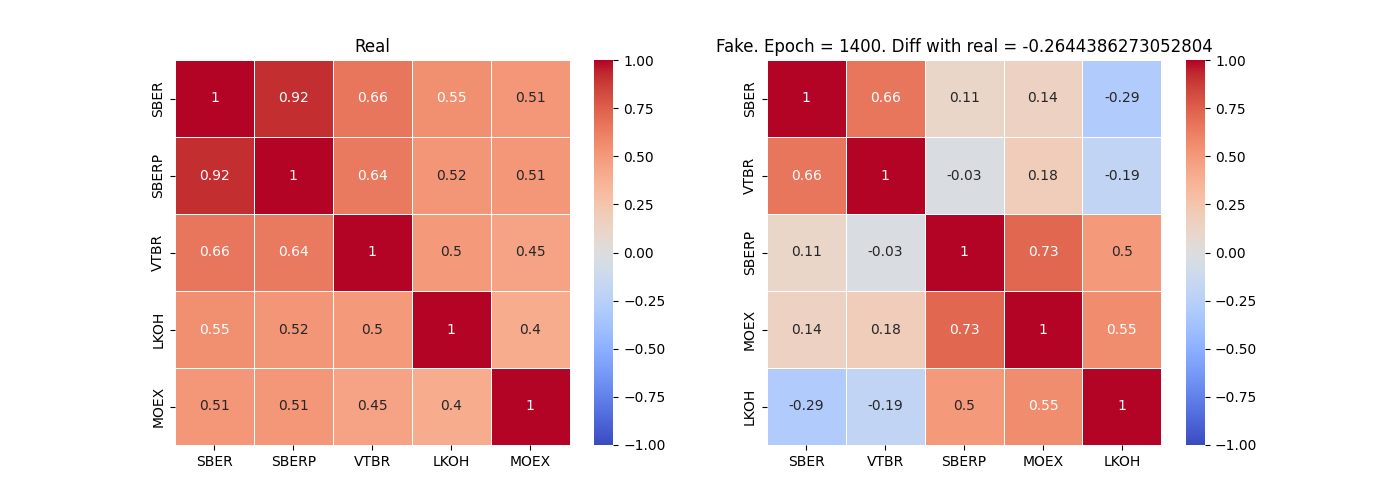 Real
SBER 1 0.92 0.66 0.55 0.51
SBERP 0.92 1 0.64 0.52 0.51
VTBR 0.66 0.64 1 0.5 0.45
LKOH 0.55 0.52 0.5 1 0.4
MOEX 0.51 0.51 0.45 0.4 1
SBER SBERP VTBR LKOH MOEX
1.00
0.75
0.50
0.25
0.00
−0.25
−0.50
−0.75
−1.00
Fake. Epoch = 1400. Diff with real = -0.2644386273052804
SBER 1 0.66 0.11 0.14 -0.29
VTBR 0.66 1 -0.03 0.18 -0.19
SBERP 0.11 -0.03 1 0.73 0.5
MOEX 0.14 0.18 0.73 1 0.55
LKOH -0.29 -0.19 0.5 0.55 1
SBER VTBR SBERP MOEX LKOH
1.00
0.75
0.50
0.25
0.00
−0.25
−0.50
−0.75
−1.00